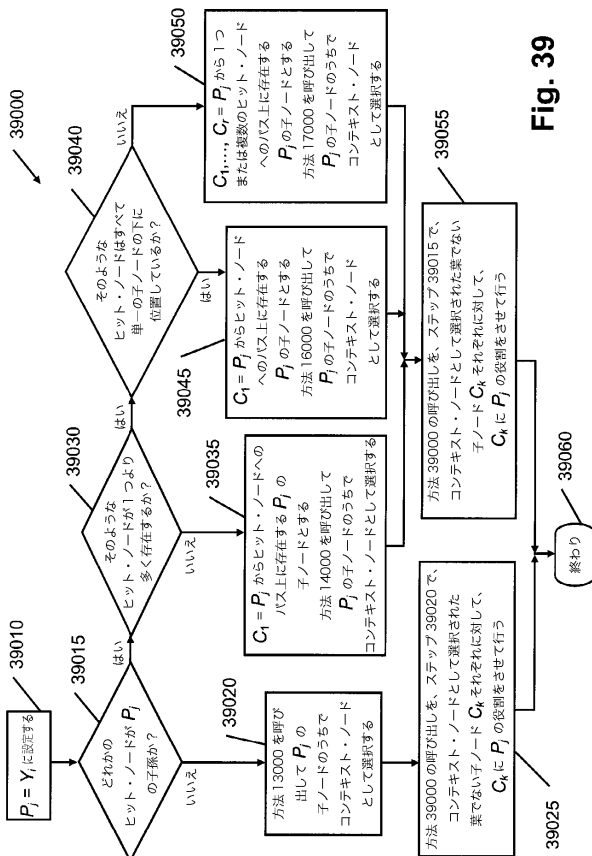 39000
39010
P_j = Y_i に設定する
39015
どれかの
ヒット・ノードが P_j
の子孫か？
いいえ
はい
39020
方法 13000 を呼び
出して P_j の
子ノードのうちで
コンテキスト・ノード
として選択する
方法 39000 の呼び出しを、ステップ 39020 で、
コンテキスト・ノードとして選択された
葉でない子ノード C_k それぞれに対して、
C_k に P_j の役割をさせて行う
39025
39030
そのような
ヒット・ノードが１つより
多く存在するか？
いいえ
はい
39035
C_1 = P_j からヒット・ノードへの
パス上に存在する P_j の
子ノードとする
方法 14000 を呼び出して
P_j の子ノードのうちで
コンテキスト・ノードとして選択する
39040
そのような
ヒット・ノードはすべて
単一の子ノードの下に
位置しているか？
はい
いいえ
39045
C_1 = P_j からヒット・ノード
へのパス上に存在する
P_j の子ノードとする
方法 16000 を呼び出して
P_j の子ノードのうちで
コンテキスト・ノード
として選択する
39050
C_1,..., C_r = P_j から１つ
または複数のヒット・ノード
へのパス上に存在する
P_j の子ノードとする
方法 17000 を呼び出して
P_j の子ノードのうちで
コンテキスト・ノード
として選択する
39055
方法 39000 の呼び出しを、ステップ 39015 で、
コンテキスト・ノードとして選択された葉でない
子ノード C_k それぞれに対して、
C_k に P_j の役割をさせて行う
39060
終わり
Fig. 39